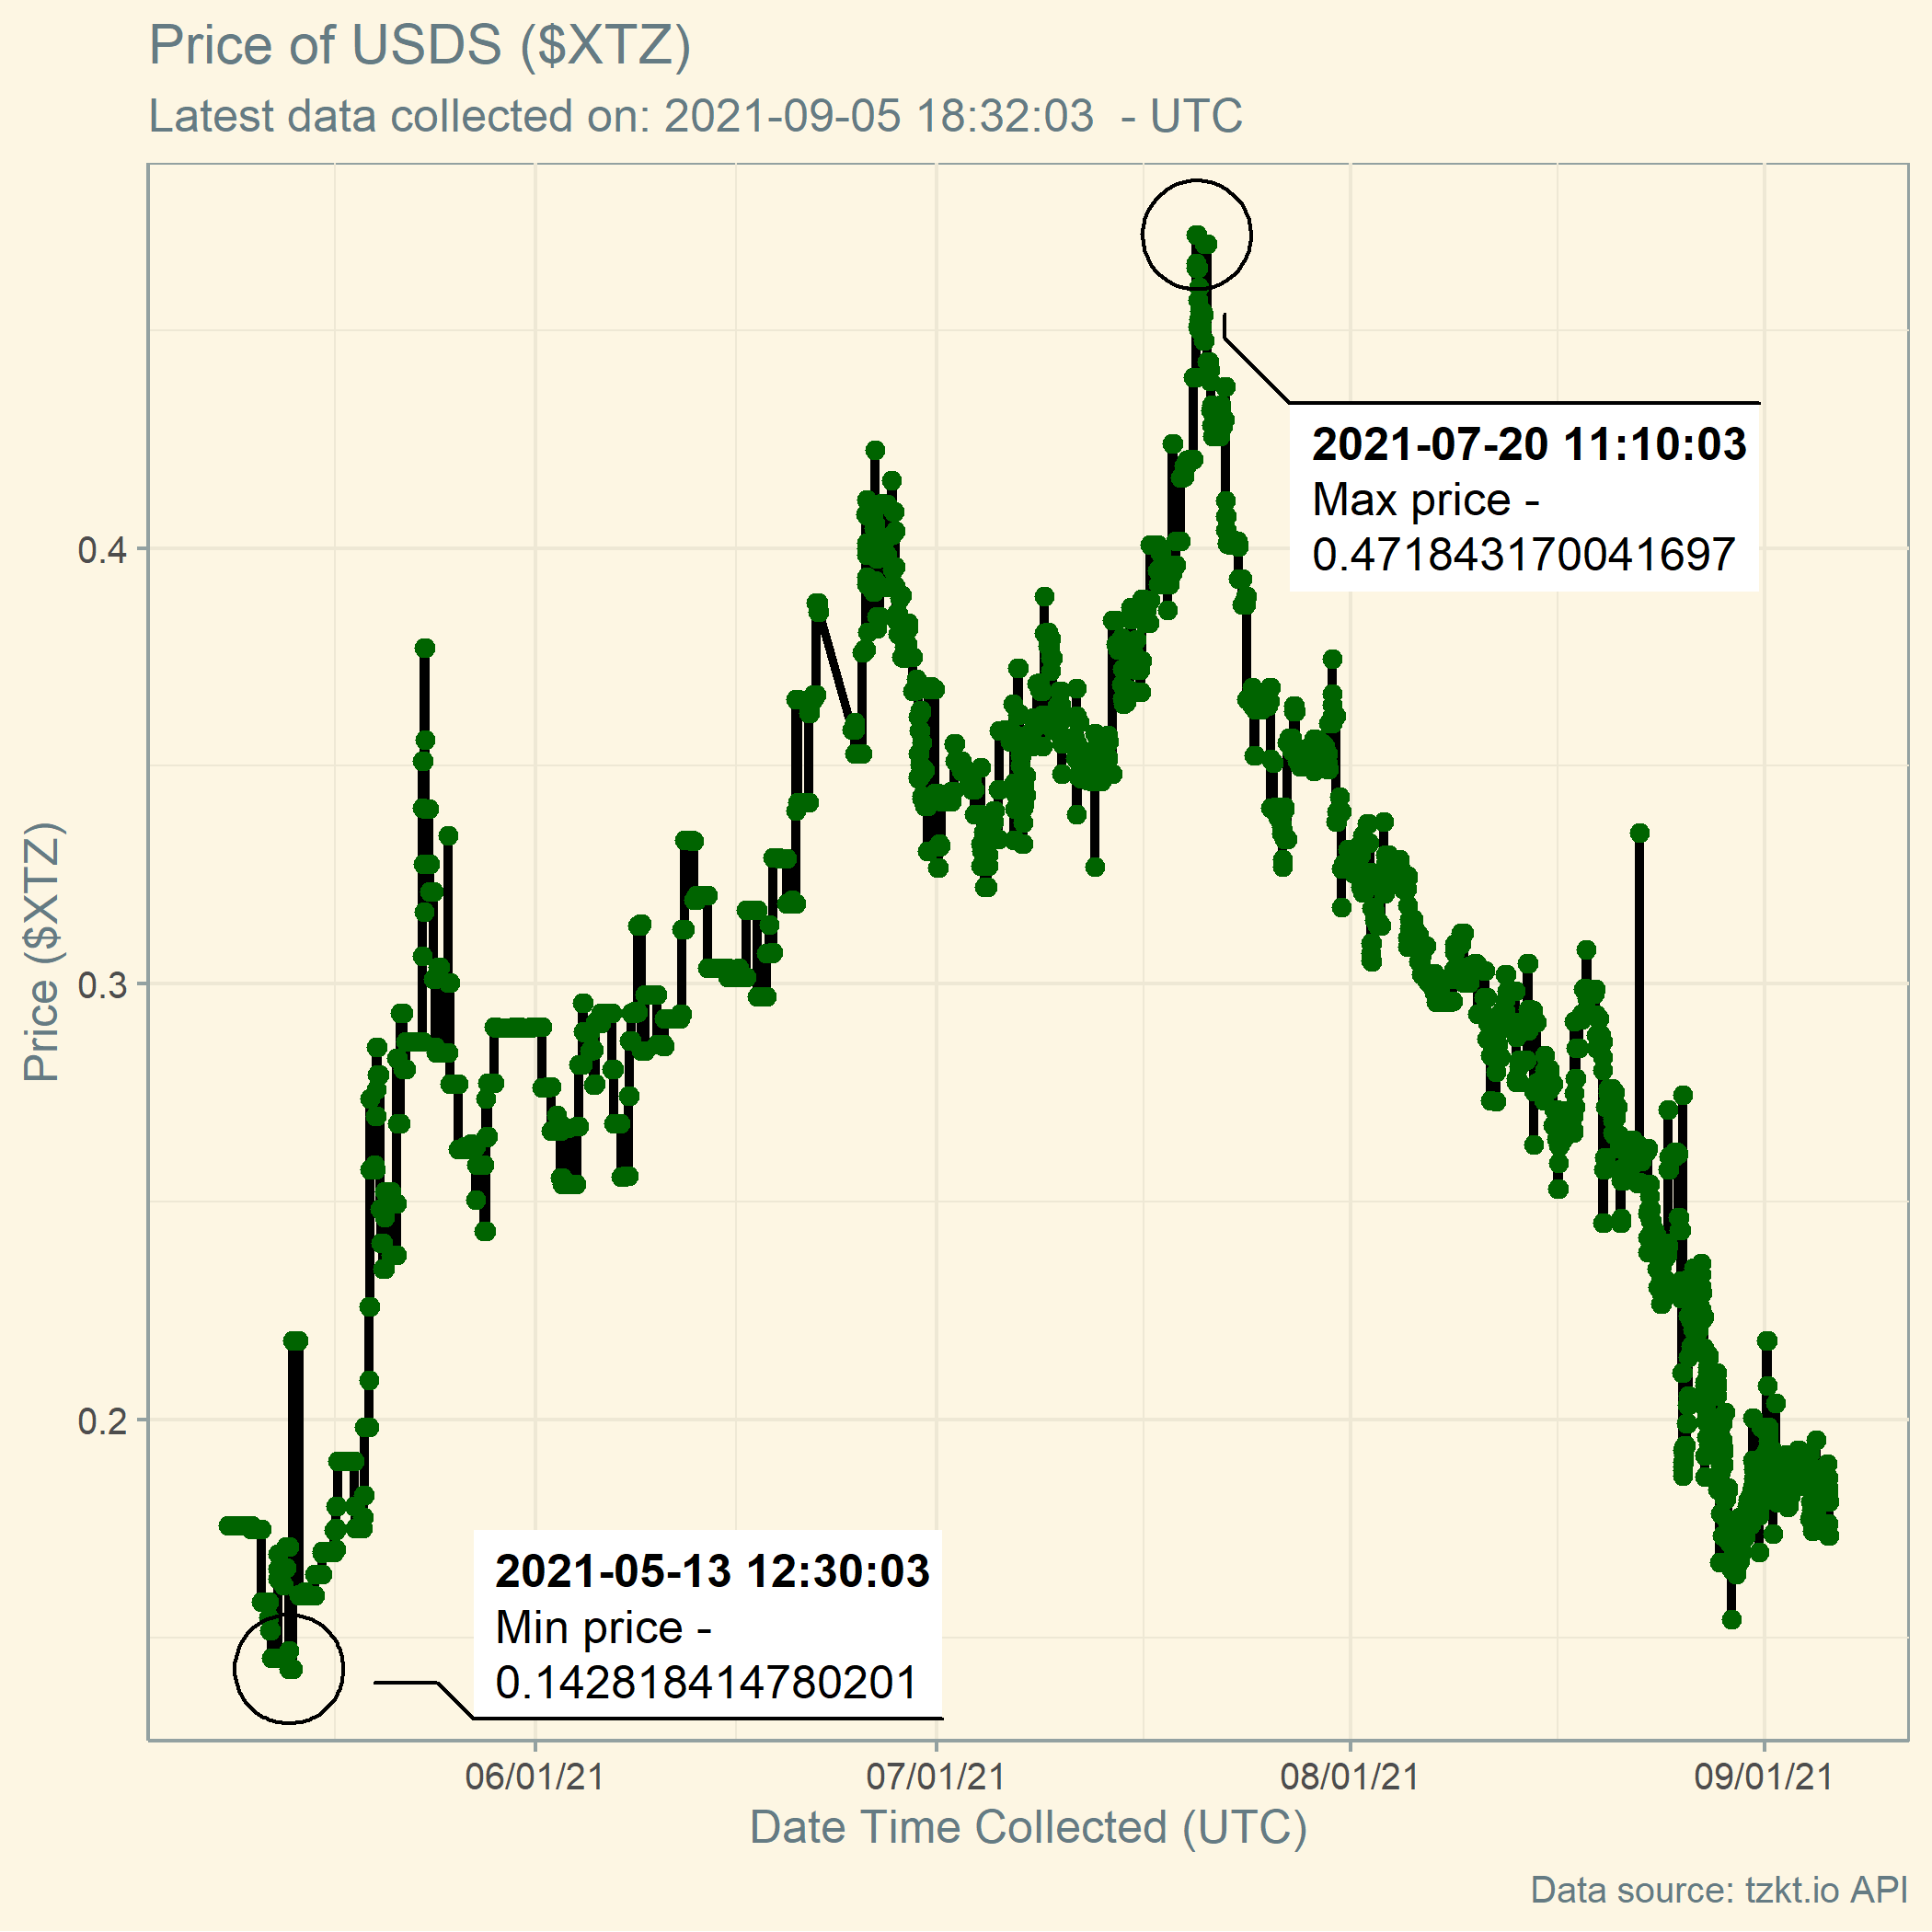 Price of USDS ($XTZ)
Latest data collected on: 2021-09-05 18:32:03  - UTC
2021-07-20 11:10:03
Max price -
0.471843170041697
0.4
0.3
0.2
Price ($XTZ)
2021-05-13 12:30:03
Min price -
0.142818414780201
06/01/21
07/01/21
08/01/21
09/01/21
Date Time Collected (UTC)
Data source: tzkt.io API